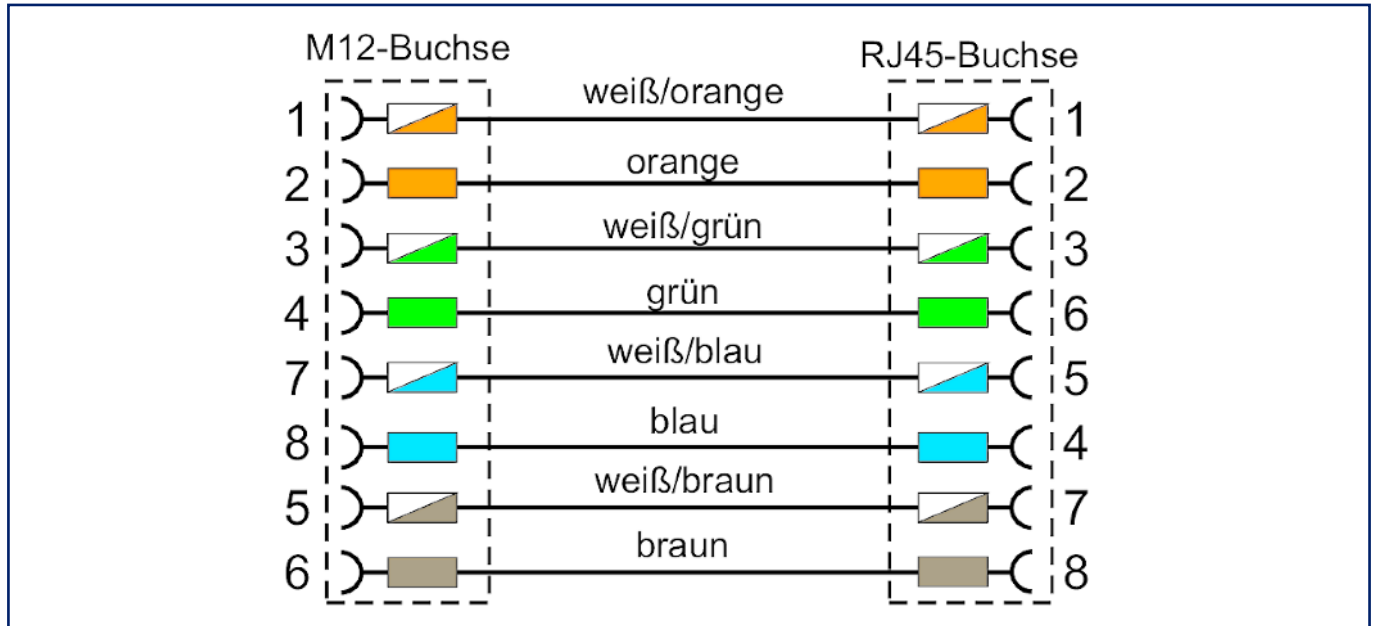 M12-Buchse RJ45-Buchse
1 weiß/orange 1
2 orange 2
3 weiß/grün 3
4 grün 6
7 weiß/blau 5
8 blau 4
5 weiß/braun 7
6 braun 8